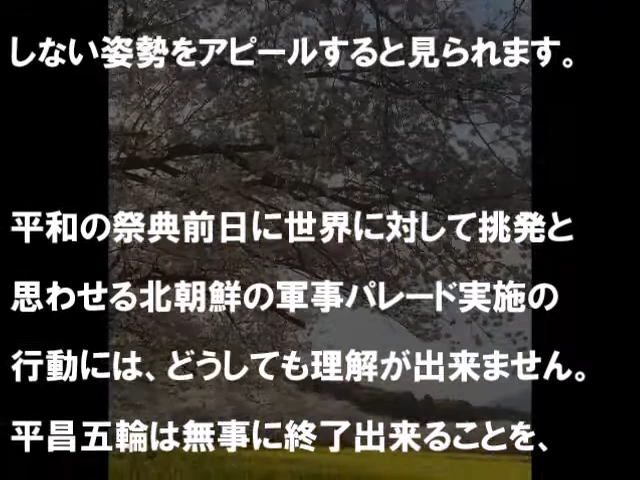 しない姿勢をアピールすると見られます。
平和の祭典前日に世界に対して挑発と
思わせる北朝鮮の軍事パレード実施の
行動には、どうしても理解が出来ません。
平昌五輪は無事に終了出来ることを、